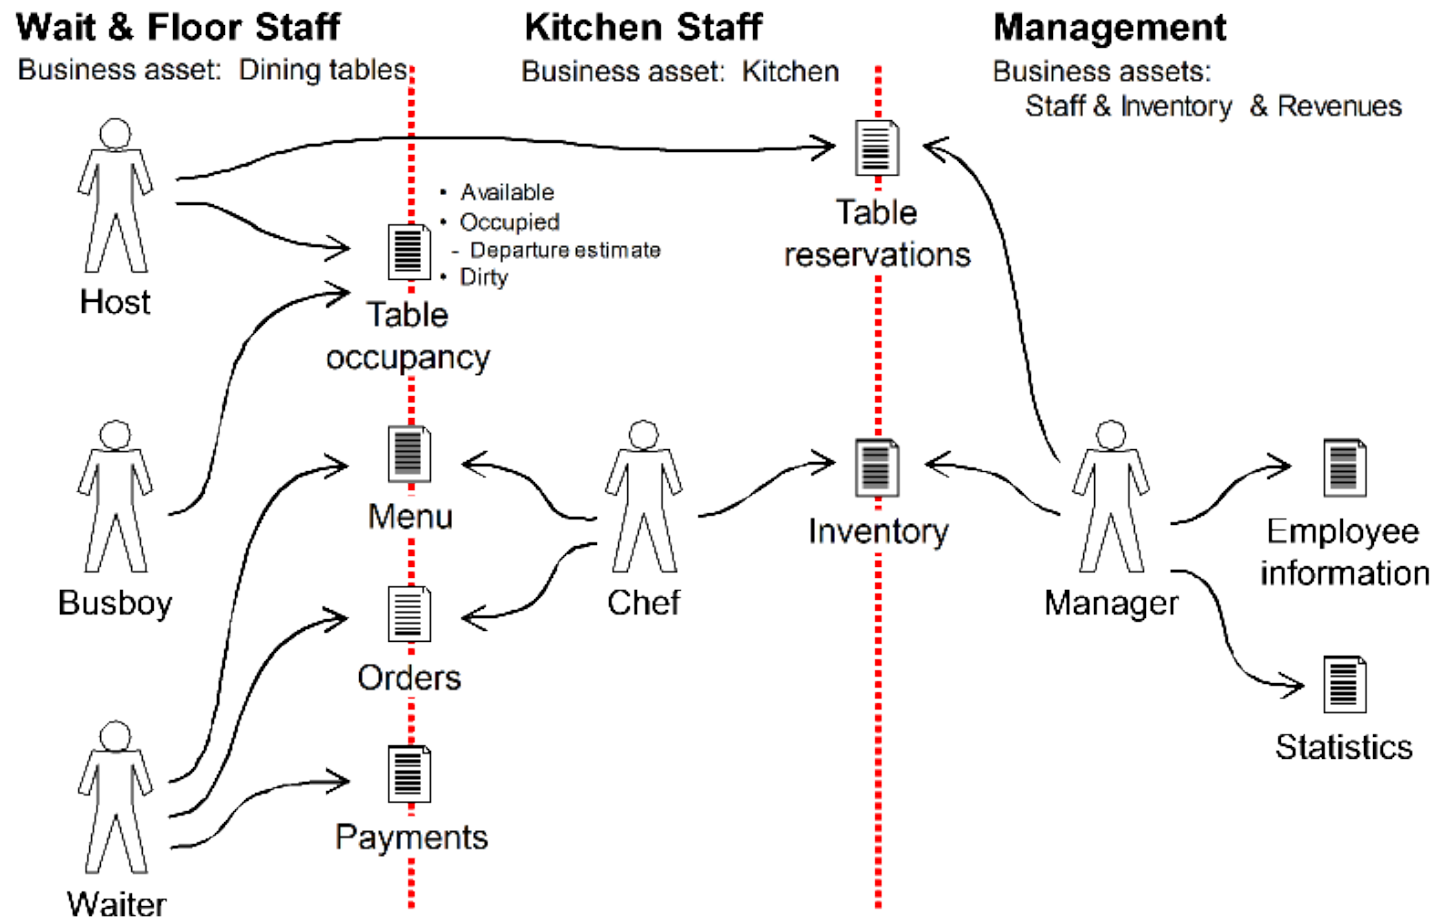 Wait & Floor Staff
Business asset: Dining tables
Kitchen Staff
Business asset: Kitchen
Management
Business assets:
Staff & Inventory & Revenues
• Available
• Occupied
- Departure estimate
• Dirty
Host
Table
occupancy
Table
reservations
Busboy
Menu
Chef
Inventory
Manager
Employee
information
Orders
Statistics
Payments
Waiter